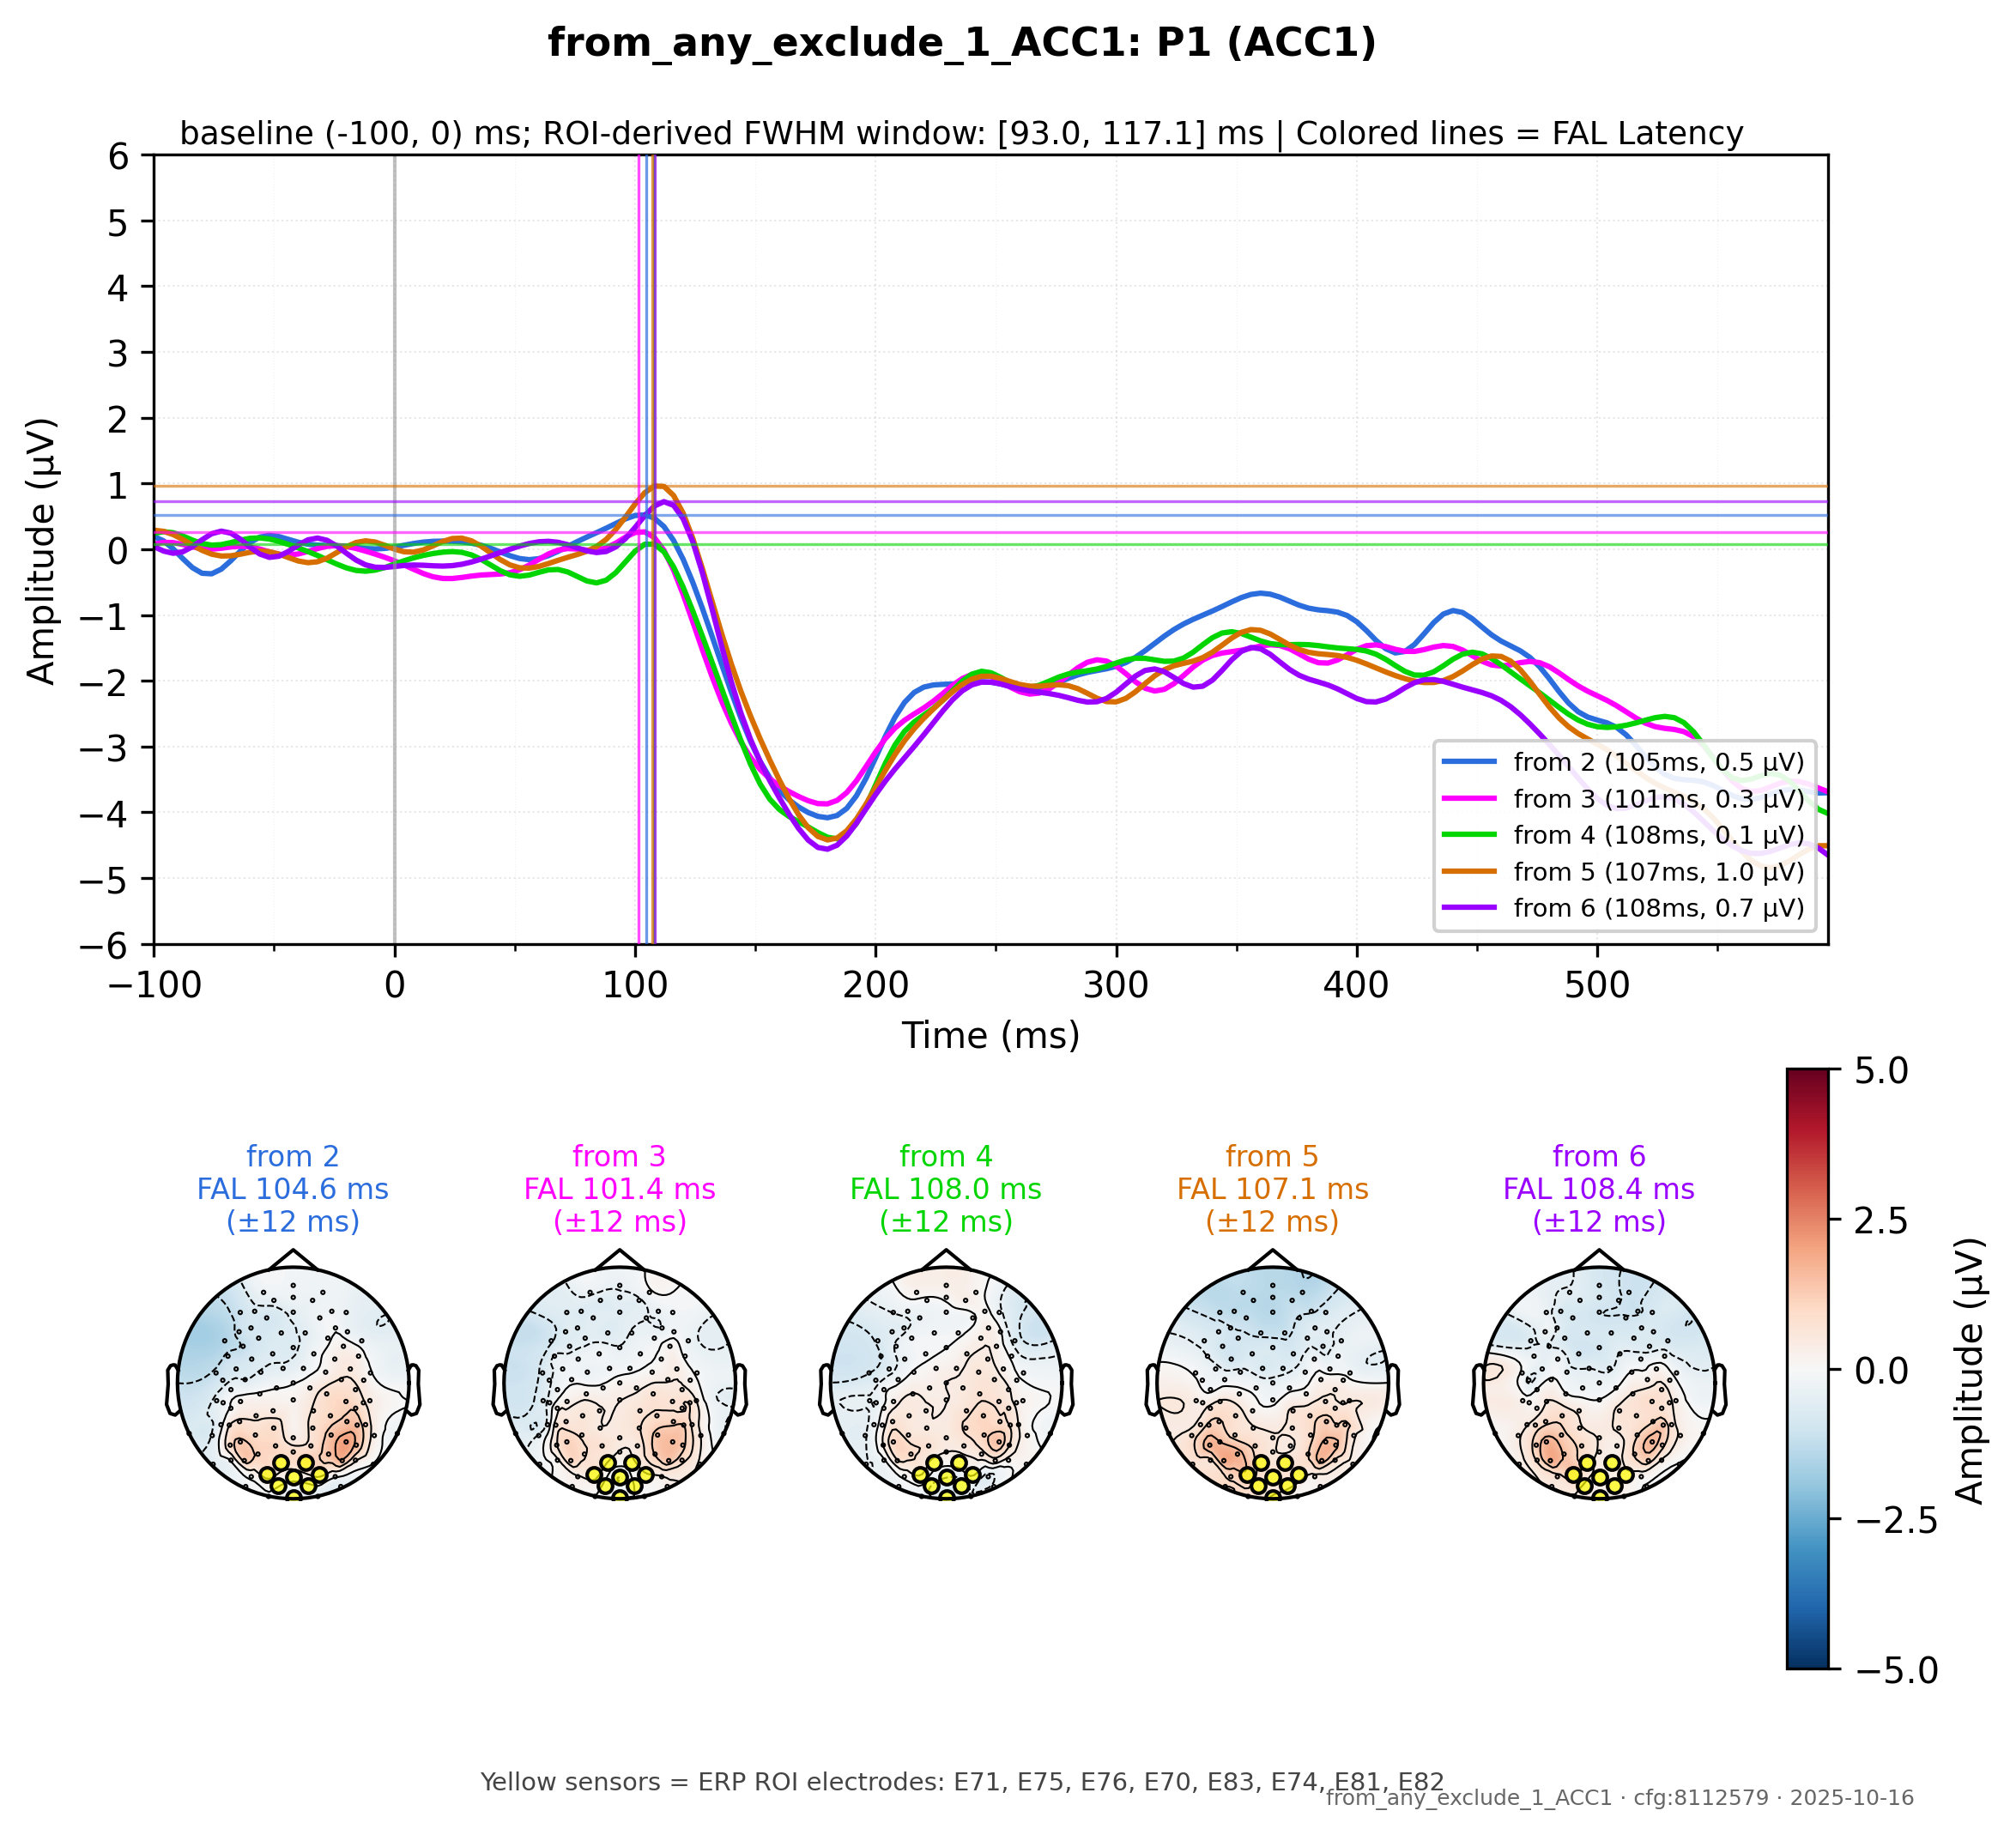 from_any_exclude_1_ACC1: P1 (ACC1)
baseline (-100, 0) ms; ROI-derived FWHM window: [93.0, 117.1] ms | Colored lines = FAL Latency
6
5
4
3
2
1
0
−1
−2
−3
−4
−5
−6
Amplitude (µV)
−100
0
100
200
300
400
500
Time (ms)
from 2 (105ms, 0.5 µV)
from 3 (101ms, 0.3 µV)
from 4 (108ms, 0.1 µV)
from 5 (107ms, 1.0 µV)
from 6 (108ms, 0.7 µV)
from 2
FAL 104.6 ms
(±12 ms)
from 3
FAL 101.4 ms
(±12 ms)
from 4
FAL 108.0 ms
(±12 ms)
from 5
FAL 107.1 ms
(±12 ms)
from 6
FAL 108.4 ms
(±12 ms)
5.0
2.5
0.0
−2.5
−5.0
Amplitude (µV)
Yellow sensors = ERP ROI electrodes: E71, E75, E76, E70, E83, E74, E81, E82
from_any_exclude_1_ACC1 · cfg:8112579 · 2025-10-16